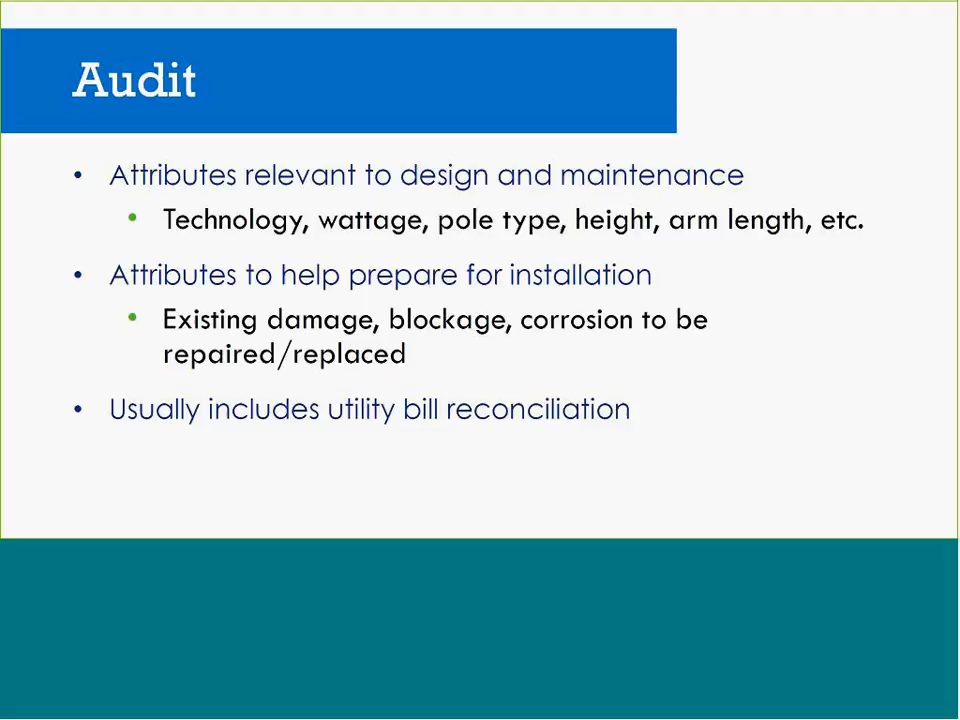 Audit
• Attributes relevant to design and maintenance
• Technology, wattage, pole type, height, arm length, etc.
• Attributes to help prepare for installation
• Existing damage, blockage, corrosion to be
repaired/replaced
• Usually includes utility bill reconciliation